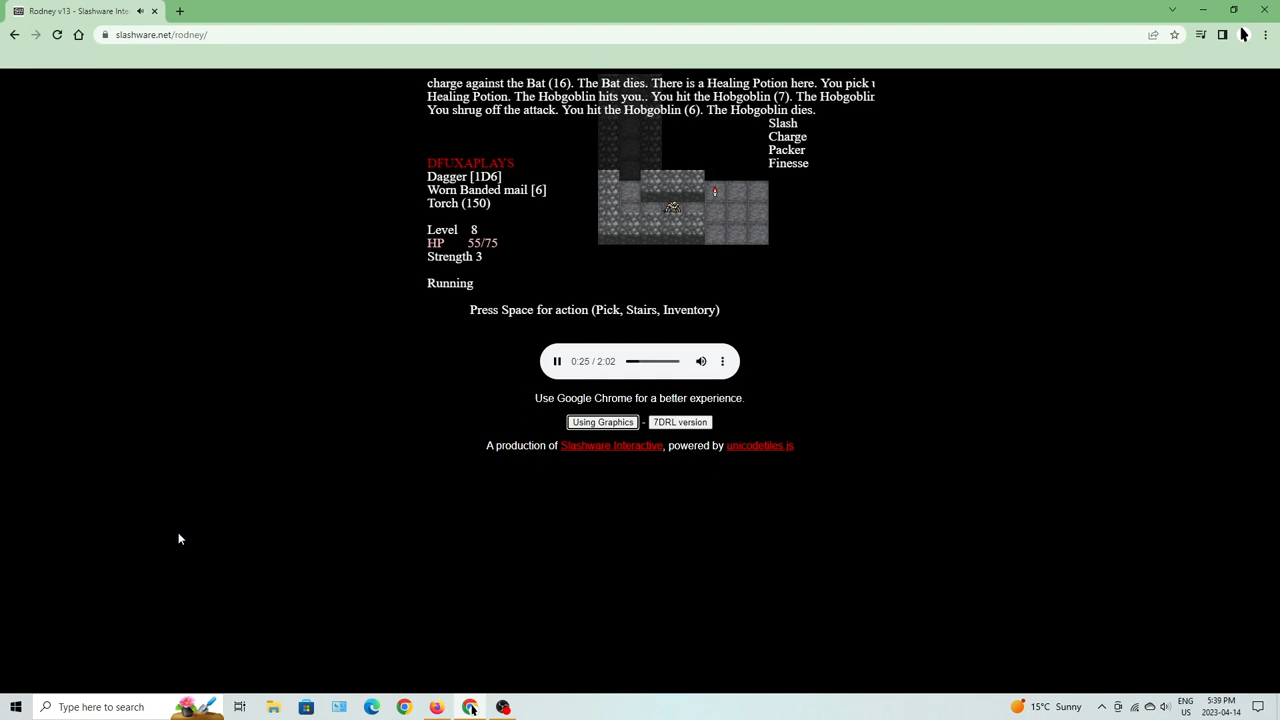 Rodney v13 - Slashware Inte
slashware.net/rodney/
charge against the Bat (16). The Bat dies. There is a Healing Potion here. You pick
Healing Potion. The Hobgoblin hits you.. You hit the Hobgoblin (7). The Hobgoblin
You shrug off the attack. You hit the Hobgoblin (6). The Hobgoblin dies.
Slash
Charge
Packer
Finesse
DFUXAPLAYS
Dagger [1D6]
Worn Banded mail [6]
Torch (150)
Level 8
HP 55/75
Strength 3
Running
Press Space for action (Pick, Stairs, Inventory)
0:25 / 2:02
Use Google Chrome for a better experience.
Using Graphics - 7DRL version
A production of Slashware Interactive, powered by unicodetiles.js
Type here to search
15°C Sunny
ENG
US
5:39 PM
2023-04-14